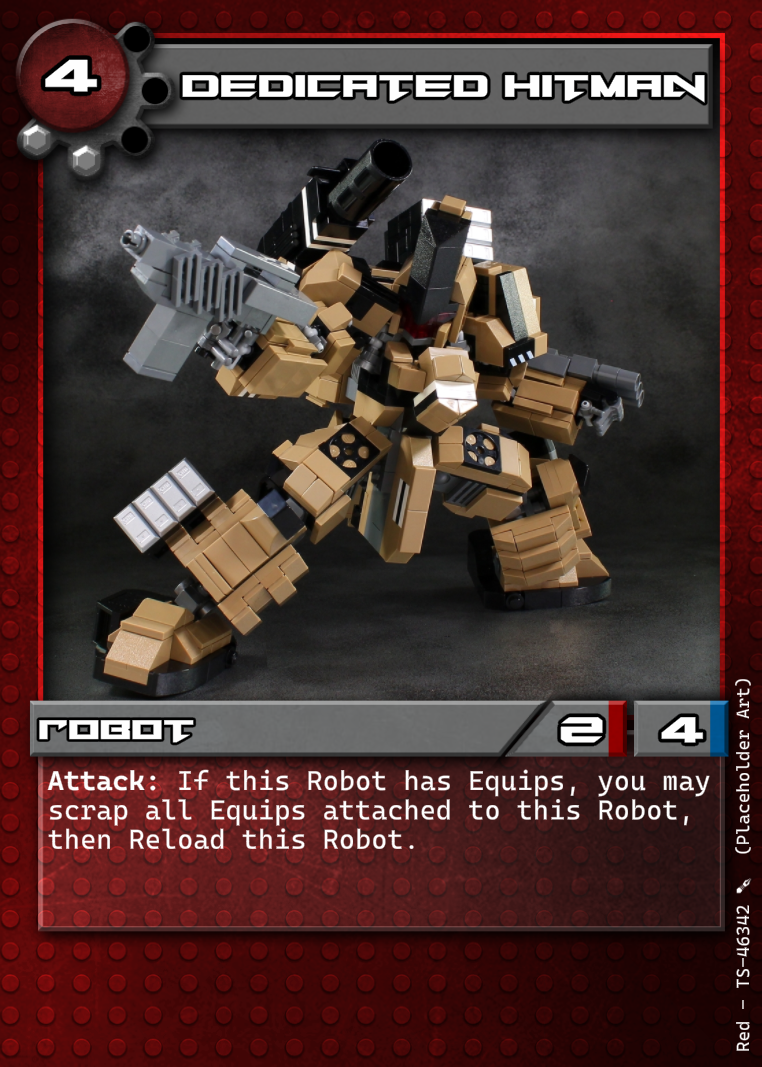 4
DEDICATED HITMAN
ROBOT
2
4
Attack: If this Robot has Equips, you may
scrap all Equips attached to this Robot,
then Reload this Robot.
Red - TS-46342 (Placeholder Art)